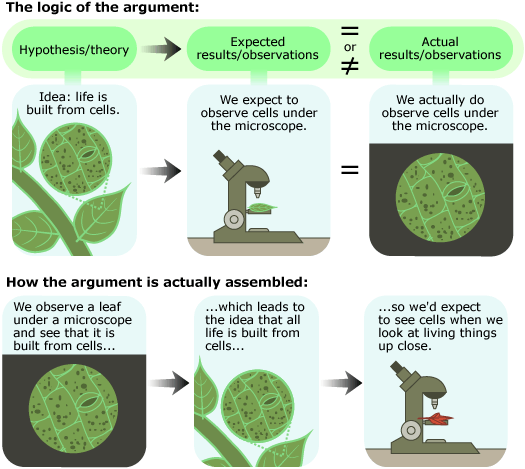 The logic of the argument:
Hypothesis/theory
Expected
results/observations
=
or
≠
Actual
results/observations
Idea: life is
built from cells.
We expect to
observe cells under
the microscope.
=
We actually do
observe cells under
the microscope.
How the argument is actually assembled:
We observe a leaf
under a microscope
and see that it is
built from cells...
...which leads to
the idea that all
life is built from
cells...
...so we'd expect
to see cells when we
look at living things
up close.